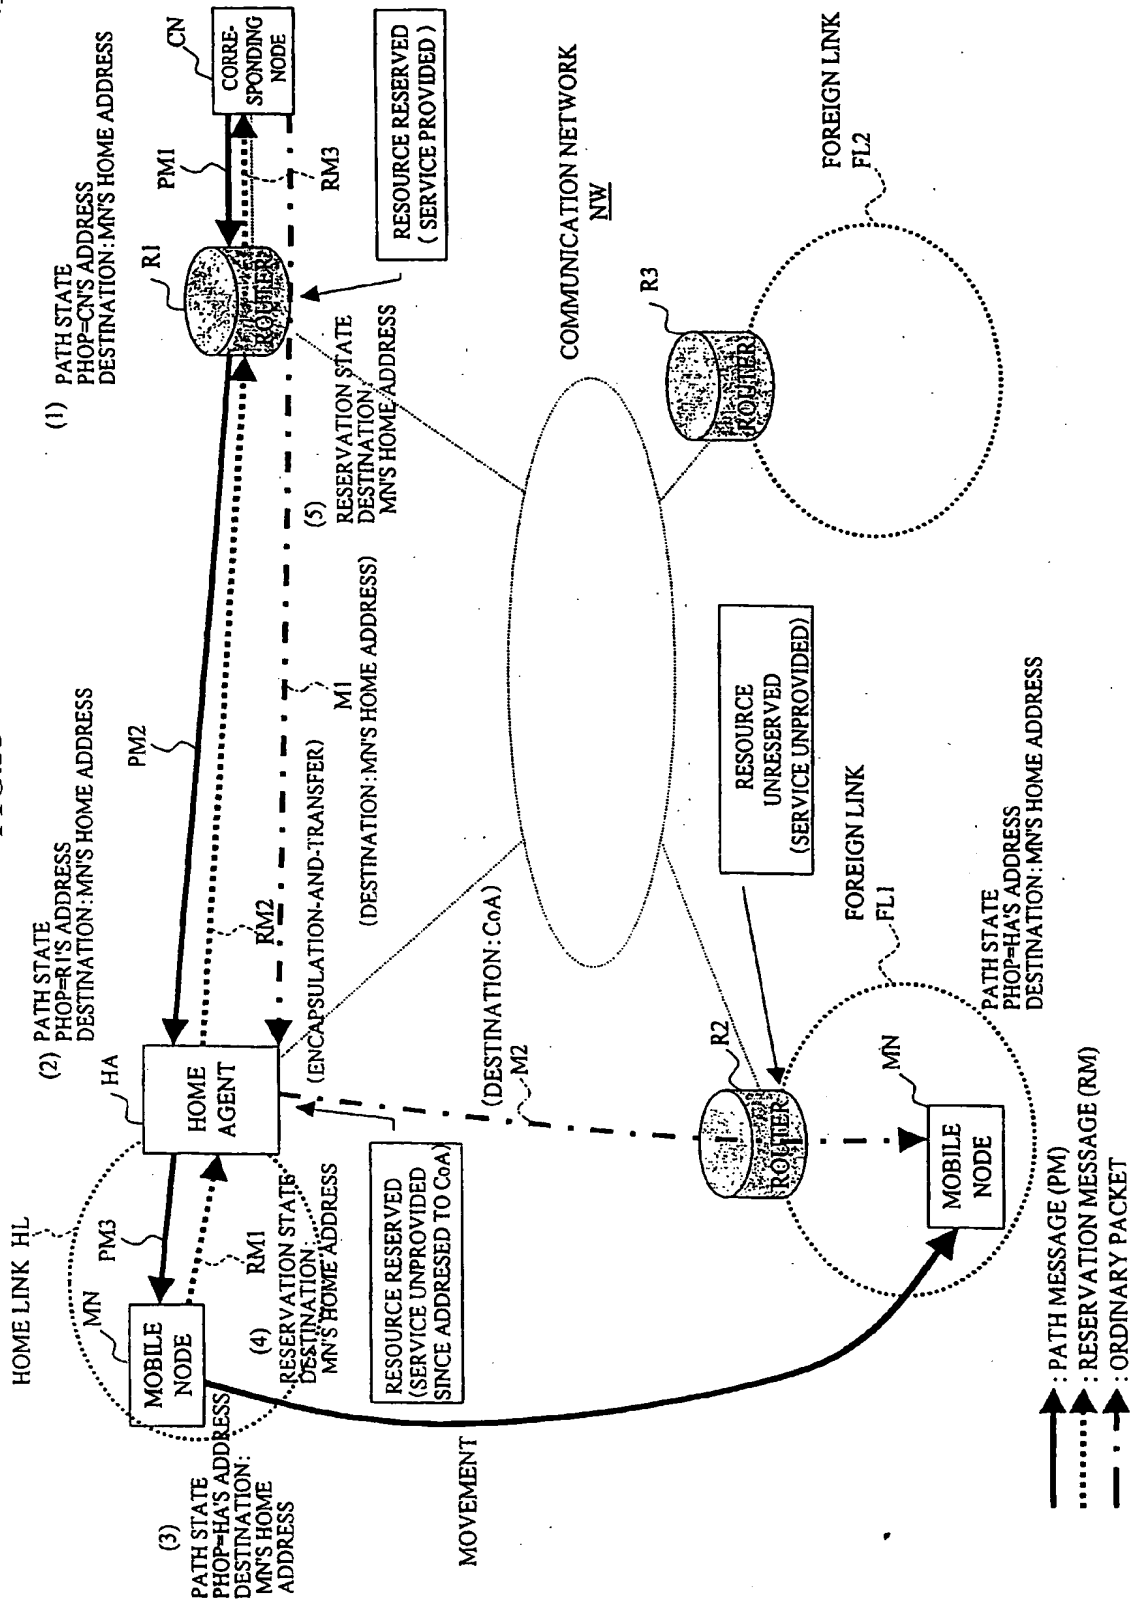 HOME LINK HL
MN
MOBILE
NODE
PM3
RM1
(3)
PATH STATE
PHOP=HA'S ADDRESS
DESTINATION:
MN'S HOME
ADDRESS
(4)
RESERVATION STATE
DESTINATION:
MN'S HOME ADDRESS
RESOURCE RESERVED
(SERVICE UNPROVIDED
SINCE ADDRESED TO CoA)
MOVEMENT
(2)
PATH STATE
PHOP=R1'S ADDRESS
DESTINATION:MN'S HOME ADDRESS
HA
HOME
AGENT
PM2
RM2
(ENCAPSULATION-AND-TRANSFER)
M1
(DESTINATION:MN'S HOME ADDRESS)
(DESTINATION:CoA)
M2
(1)
PATH STATE
PHOP=CN'S ADDRESS
DESTINATION:MN'S HOME ADDRESS
R1
ROUTER
PM1
RM3
CN
CORRE-
SPONDING
NODE
(5)
RESERVATION STATE
DESTINATION
MN'S HOME ADDRESS
RESOURCE RESERVED
( SERVICE PROVIDED )
COMMUNICATION NETWORK
NW
R3
ROUTER
FOREIGN LINK
FL2
RESOURCE
UNRESERVED
(SERVICE UNPROVIDED)
R2
ROUTER
FOREIGN LINK
FL1
MN
MOBILE
NODE
PATH STATE
PHOP=HA'S ADDRESS
DESTINATION:MN'S HOME ADDRESS
: PATH MESSAGE (PM)
: RESERVATION MESSAGE (RM)
: ORDINARY PACKET